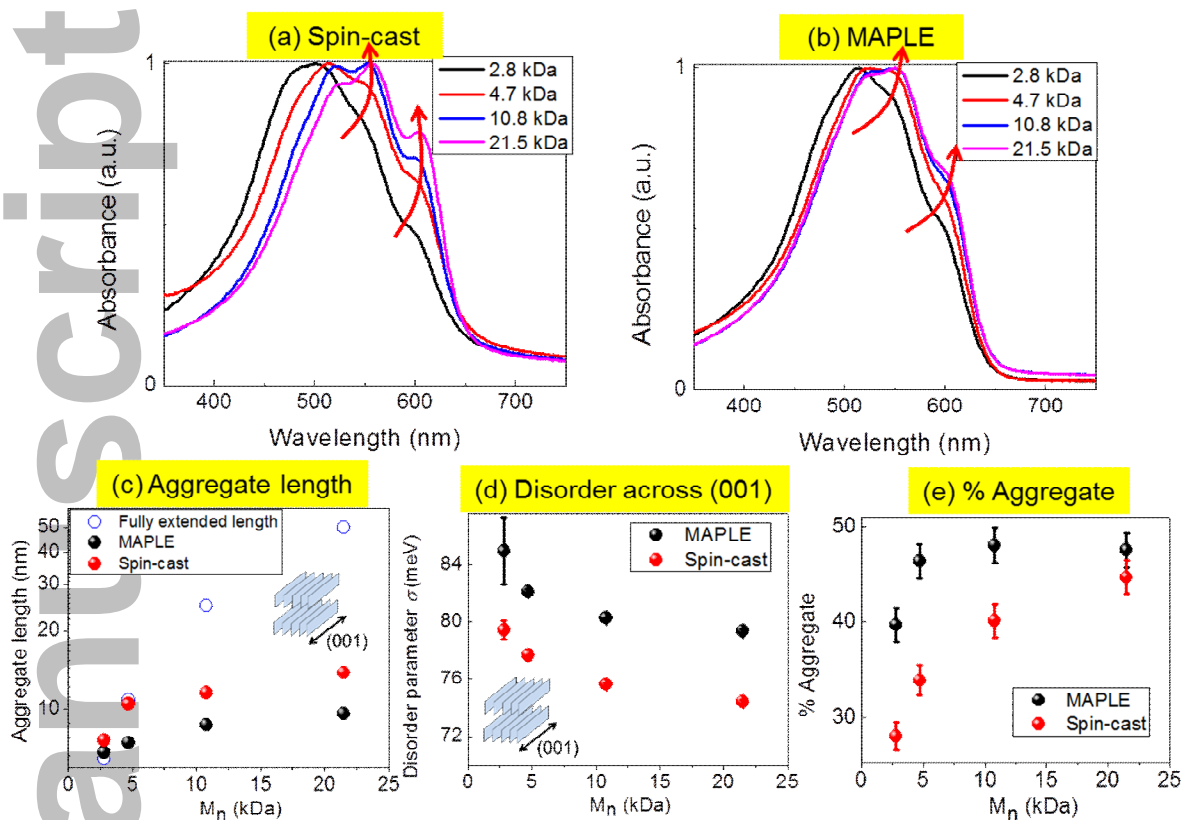 anuscript
(a) Spin-cast
1
0
Absorbance (a.u.)
2.8 kDa
4.7 kDa
10.8 kDa
21.5 kDa
400 500 600 700
Wavelength (nm)
(b) MAPLE
1
0
Absorbance (a.u.)
2.8 kDa
4.7 kDa
10.8 kDa
21.5 kDa
400 500 600 700
Wavelength (nm)
(c) Aggregate length
Fully extended length
MAPLE
Spin-cast
50
40
30
20
10
Aggregate length (nm)
(001)
0 5 10 15 20 25
Mn (kDa)
(d) Disorder across (001)
MAPLE
Spin-cast
84
80
76
72
Disorder parameter σ (meV)
(001)
0 5 10 15 20 25
Mn (kDa)
(e) % Aggregate
50
40
30
% Aggregate
MAPLE
Spin-cast
0 5 10 15 20 25
Mn (kDa)